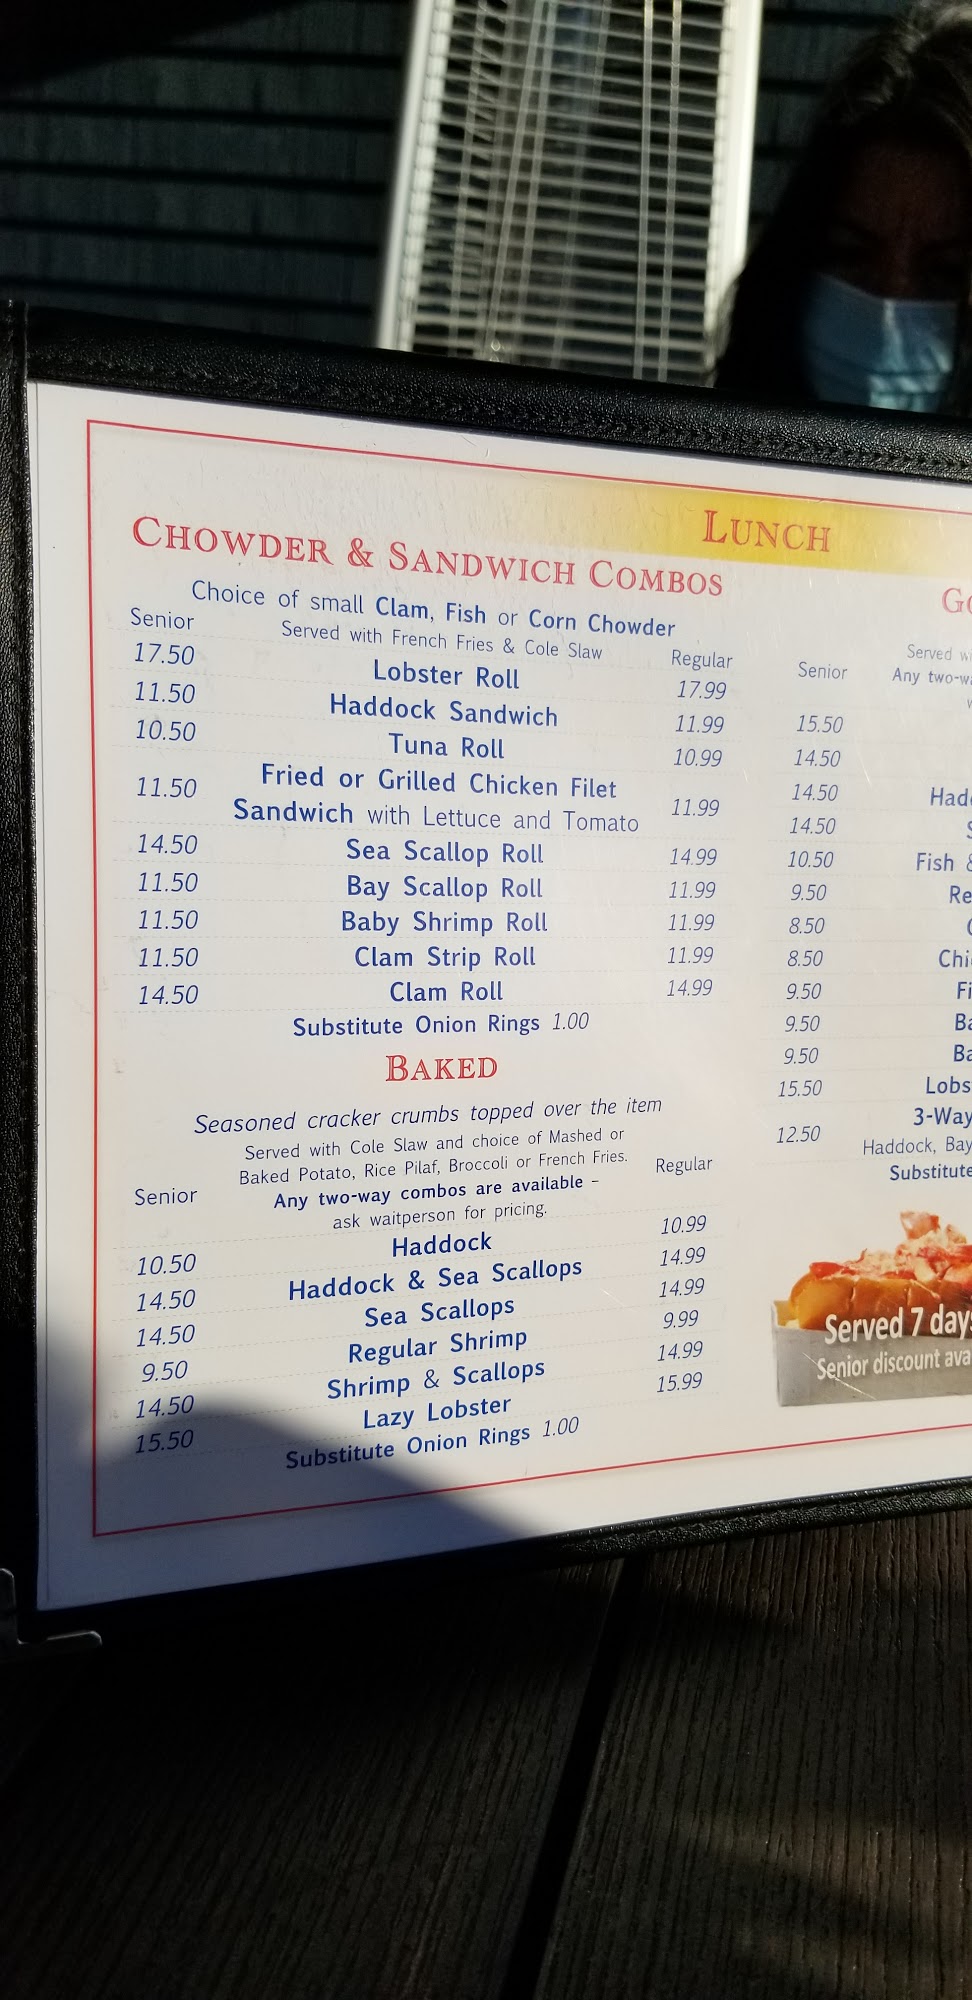 LUNCH
CHOWDER & SANDWICH COMBOS
Choice of small Clam, Fish or Corn Chowder
Served with French Fries & Cole Slaw
Senior Regular
17.50 Lobster Roll 17.99
11.50 Haddock Sandwich 11.99
10.50 Tuna Roll 10.99
11.50 Fried or Grilled Chicken Filet
Sandwich with Lettuce and Tomato 11.99
14.50 Sea Scallop Roll 14.99
11.50 Bay Scallop Roll 11.99
11.50 Baby Shrimp Roll 11.99
11.50 Clam Strip Roll 11.99
14.50 Clam Roll 14.99
Substitute Onion Rings 1.00
BAKED
Seasoned cracker crumbs topped over the item
Served with Cole Slaw and choice of Mashed or
Baked Potato, Rice Pilaf, Broccoli or French Fries.
Any two-way combos are available -
ask waitperson for pricing.
Senior Regular
10.50 Haddock 10.99
14.50 Haddock & Sea Scallops 14.99
14.50 Sea Scallops 14.99
9.50 Regular Shrimp 9.99
14.50 Shrimp & Scallops 14.99
15.50 Lazy Lobster 15.99
Substitute Onion Rings 1.00
Served
Senior Any
15.50
14.50
14.50
14.50
10.50 Fish &
9.50
8.50
8.50
9.50
9.50
9.50
15.50
3-Way
12.50 Haddock, Bay
Substitute
Served 7 days
Senior discount